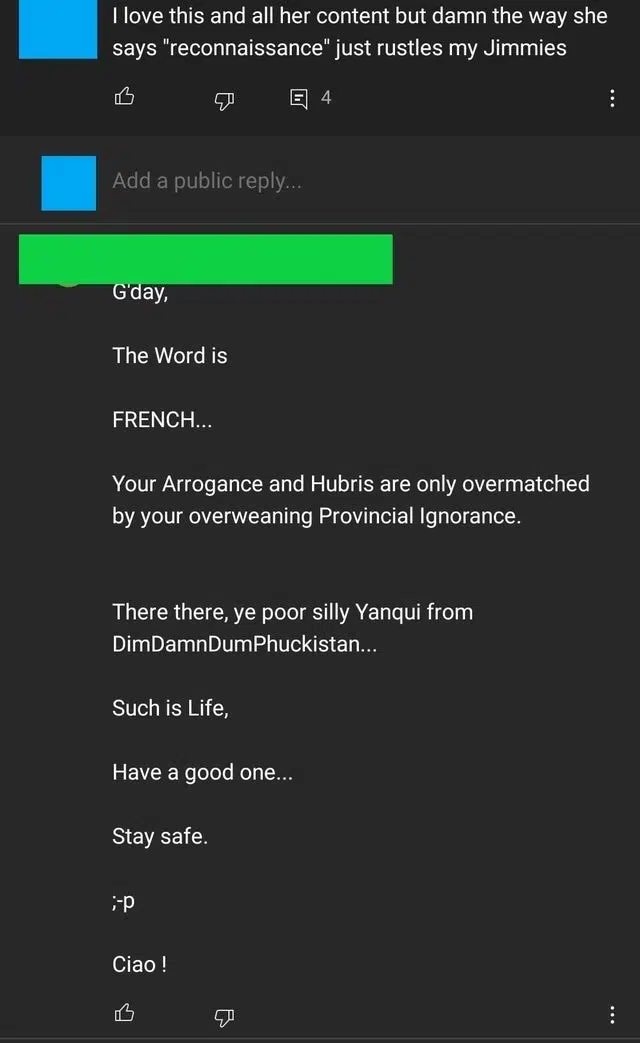 I love this and all her content but damn the way she
says "reconnaissance" just rustles my Jimmies
4
Add a public reply...
G'day,
The Word is
FRENCH...
Your Arrogance and Hubris are only overmatched
by your overweaning Provincial Ignorance.
There there, ye poor silly Yanqui from
DimDamnDumPhuckistan...
Such is Life,
Have a good one...
Stay safe.
;-p
Ciao !